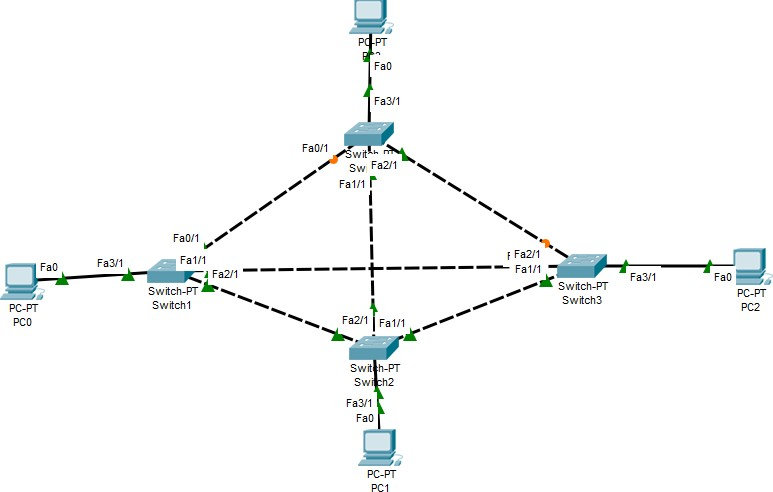 PC-PT
Fa0
Fa3/1
Fa0/1
Switch-PT
Fa2/1
Fa1/1
Fa0/1
Fa1/1
Fa2/1
Fa3/1
Fa0
Switch-PT
Switch1
PC-PT
PC0
Fa2/1
Fa1/1
Fa3/1
Fa0
Switch-PT
Switch3
PC-PT
PC2
Fa2/1
Fa1/1
Switch-PT
Switch2
Fa3/1
Fa0
PC-PT
PC1